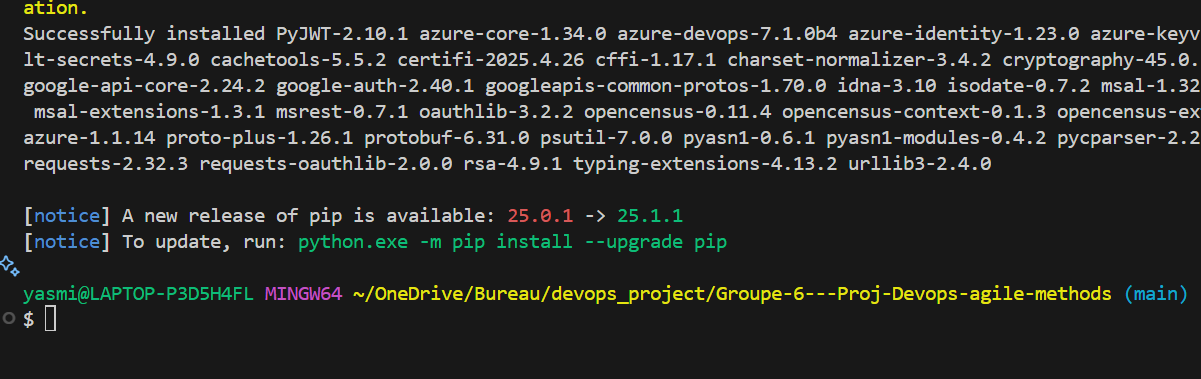 ation.
Successfully installed PyJWT-2.10.1 azure-core-1.34.0 azure-devops-7.1.0b4 azure-identity-1.23.0 azure-keyv
lt-secrets-4.9.0 cachetools-5.5.2 certifi-2025.4.26 cffi-1.17.1 charset-normalizer-3.4.2 cryptography-45.0.
google-api-core-2.24.2 google-auth-2.40.1 googleapis-common-protos-1.70.0 idna-3.10 isodate-0.7.2 msal-1.32
msal-extensions-1.3.1 msrest-0.7.1 oauthlib-3.2.2 opencensus-0.11.4 opencensus-context-0.1.3 opencensus-ex
azure-1.1.14 proto-plus-1.26.1 protobuf-6.31.0 psutil-7.0.0 pyasn1-0.6.1 pyasn1-modules-0.4.2 pycparser-2.2
requests-2.32.3 requests-oauthlib-2.0.0 rsa-4.9.1 typing-extensions-4.13.2 urllib3-2.4.0
[notice] A new release of pip is available: 25.0.1 -> 25.1.1
[notice] To update, run: python.exe -m pip install --upgrade pip
yasmi@LAPTOP-P3D5H4FL MINGW64 ~/OneDrive/Bureau/devops_project/Groupe-6---Proj-Devops-agile-methods (main)
$